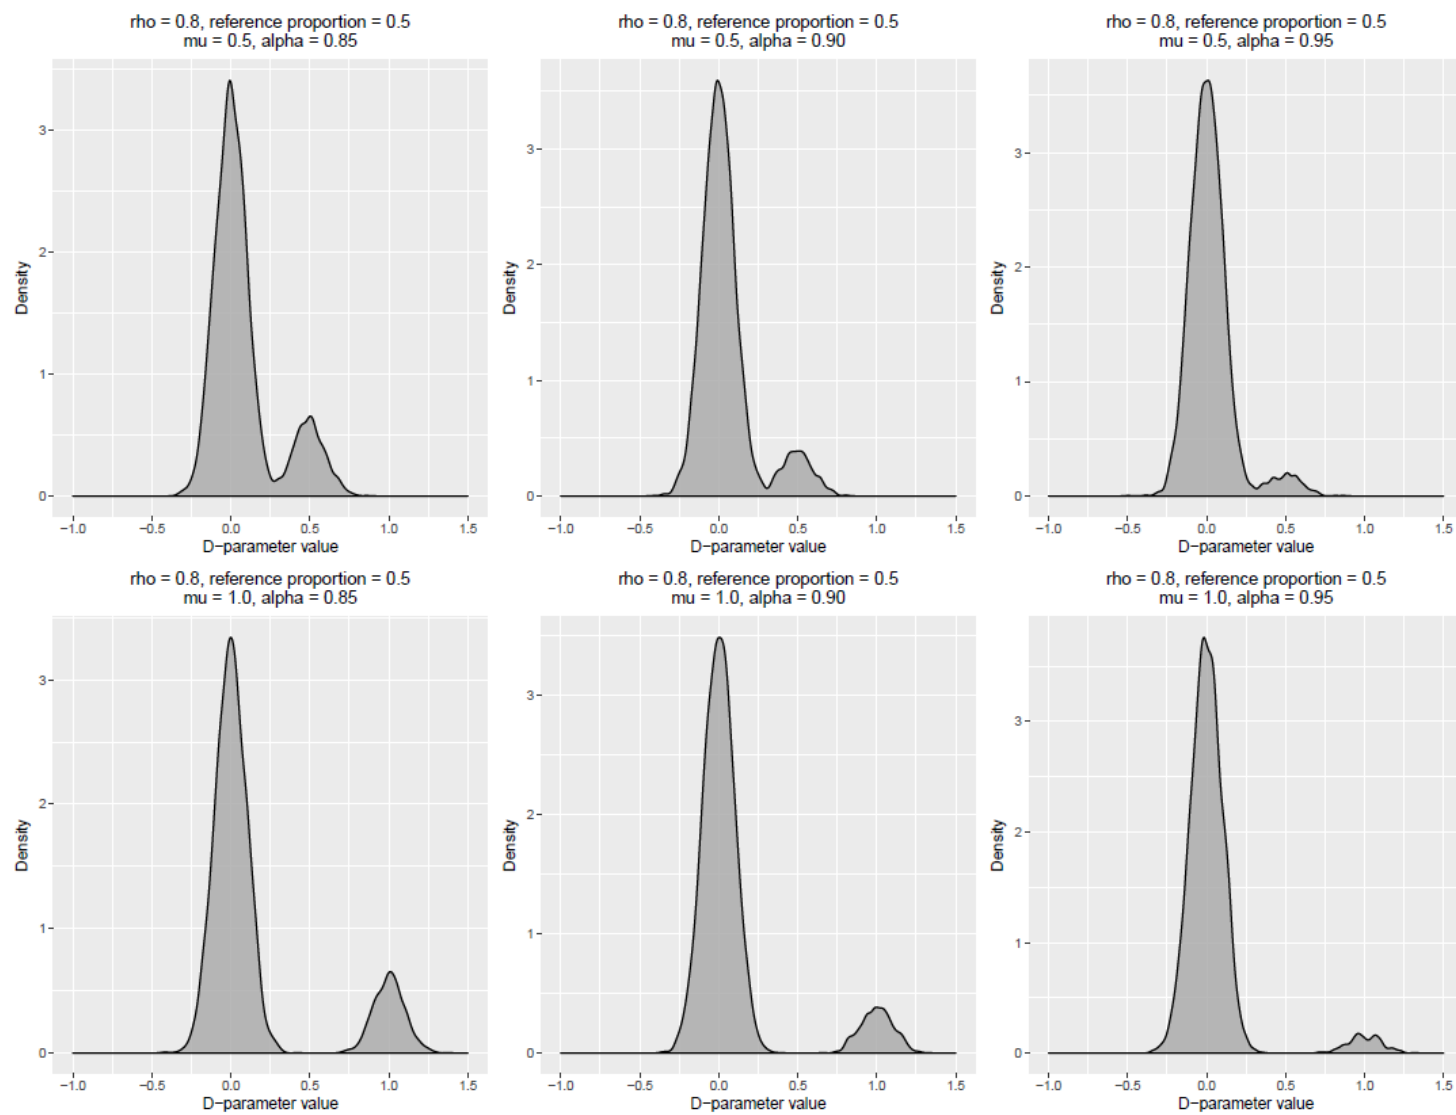 rho = 0.8, reference proportion = 0.5
mu = 0.5, alpha = 0.85
3
2
1
0
Density
−1.0 −0.5 0.0 0.5 1.0 1.5
D−parameter value
rho = 0.8, reference proportion = 0.5
mu = 0.5, alpha = 0.90
3
2
1
0
Density
−1.0 −0.5 0.0 0.5 1.0 1.5
D−parameter value
rho = 0.8, reference proportion = 0.5
mu = 0.5, alpha = 0.95
3
2
1
0
Density
−1.0 −0.5 0.0 0.5 1.0 1.5
D−parameter value
rho = 0.8, reference proportion = 0.5
mu = 1.0, alpha = 0.85
3
2
1
0
Density
−1.0 −0.5 0.0 0.5 1.0 1.5
D−parameter value
rho = 0.8, reference proportion = 0.5
mu = 1.0, alpha = 0.90
3
2
1
0
Density
−1.0 −0.5 0.0 0.5 1.0 1.5
D−parameter value
rho = 0.8, reference proportion = 0.5
mu = 1.0, alpha = 0.95
3
2
1
0
Density
−1.0 −0.5 0.0 0.5 1.0 1.5
D−parameter value